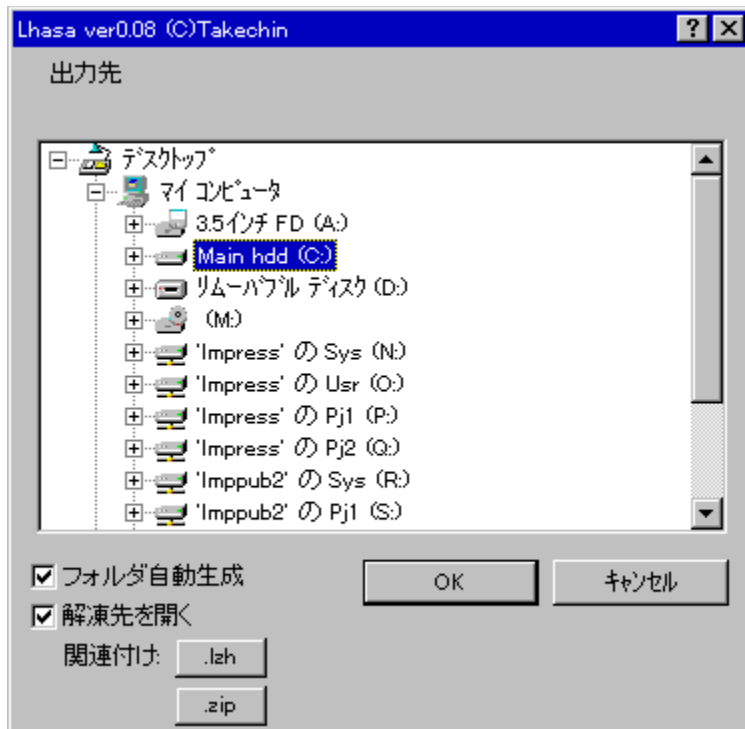 Lhasa ver0.08 (C)Takechin
出力先
デスクトップ
マイ コンピュータ
3.5インチ FD (A:)
Main hdd (C:)
リムーバブル ディスク (D:)
(M:)
'Impress' の Sys (N:)
'Impress' の Usr (O:)
'Impress' の Pj1 (P:)
'Impress' の Pj2 (Q:)
'Imppub2' の Sys (R:)
'Imppub2' の Pj1 (S:)
フォルダ自動生成
OK
キャンセル
解凍先を開く
関連付け:
.lzh
.zip